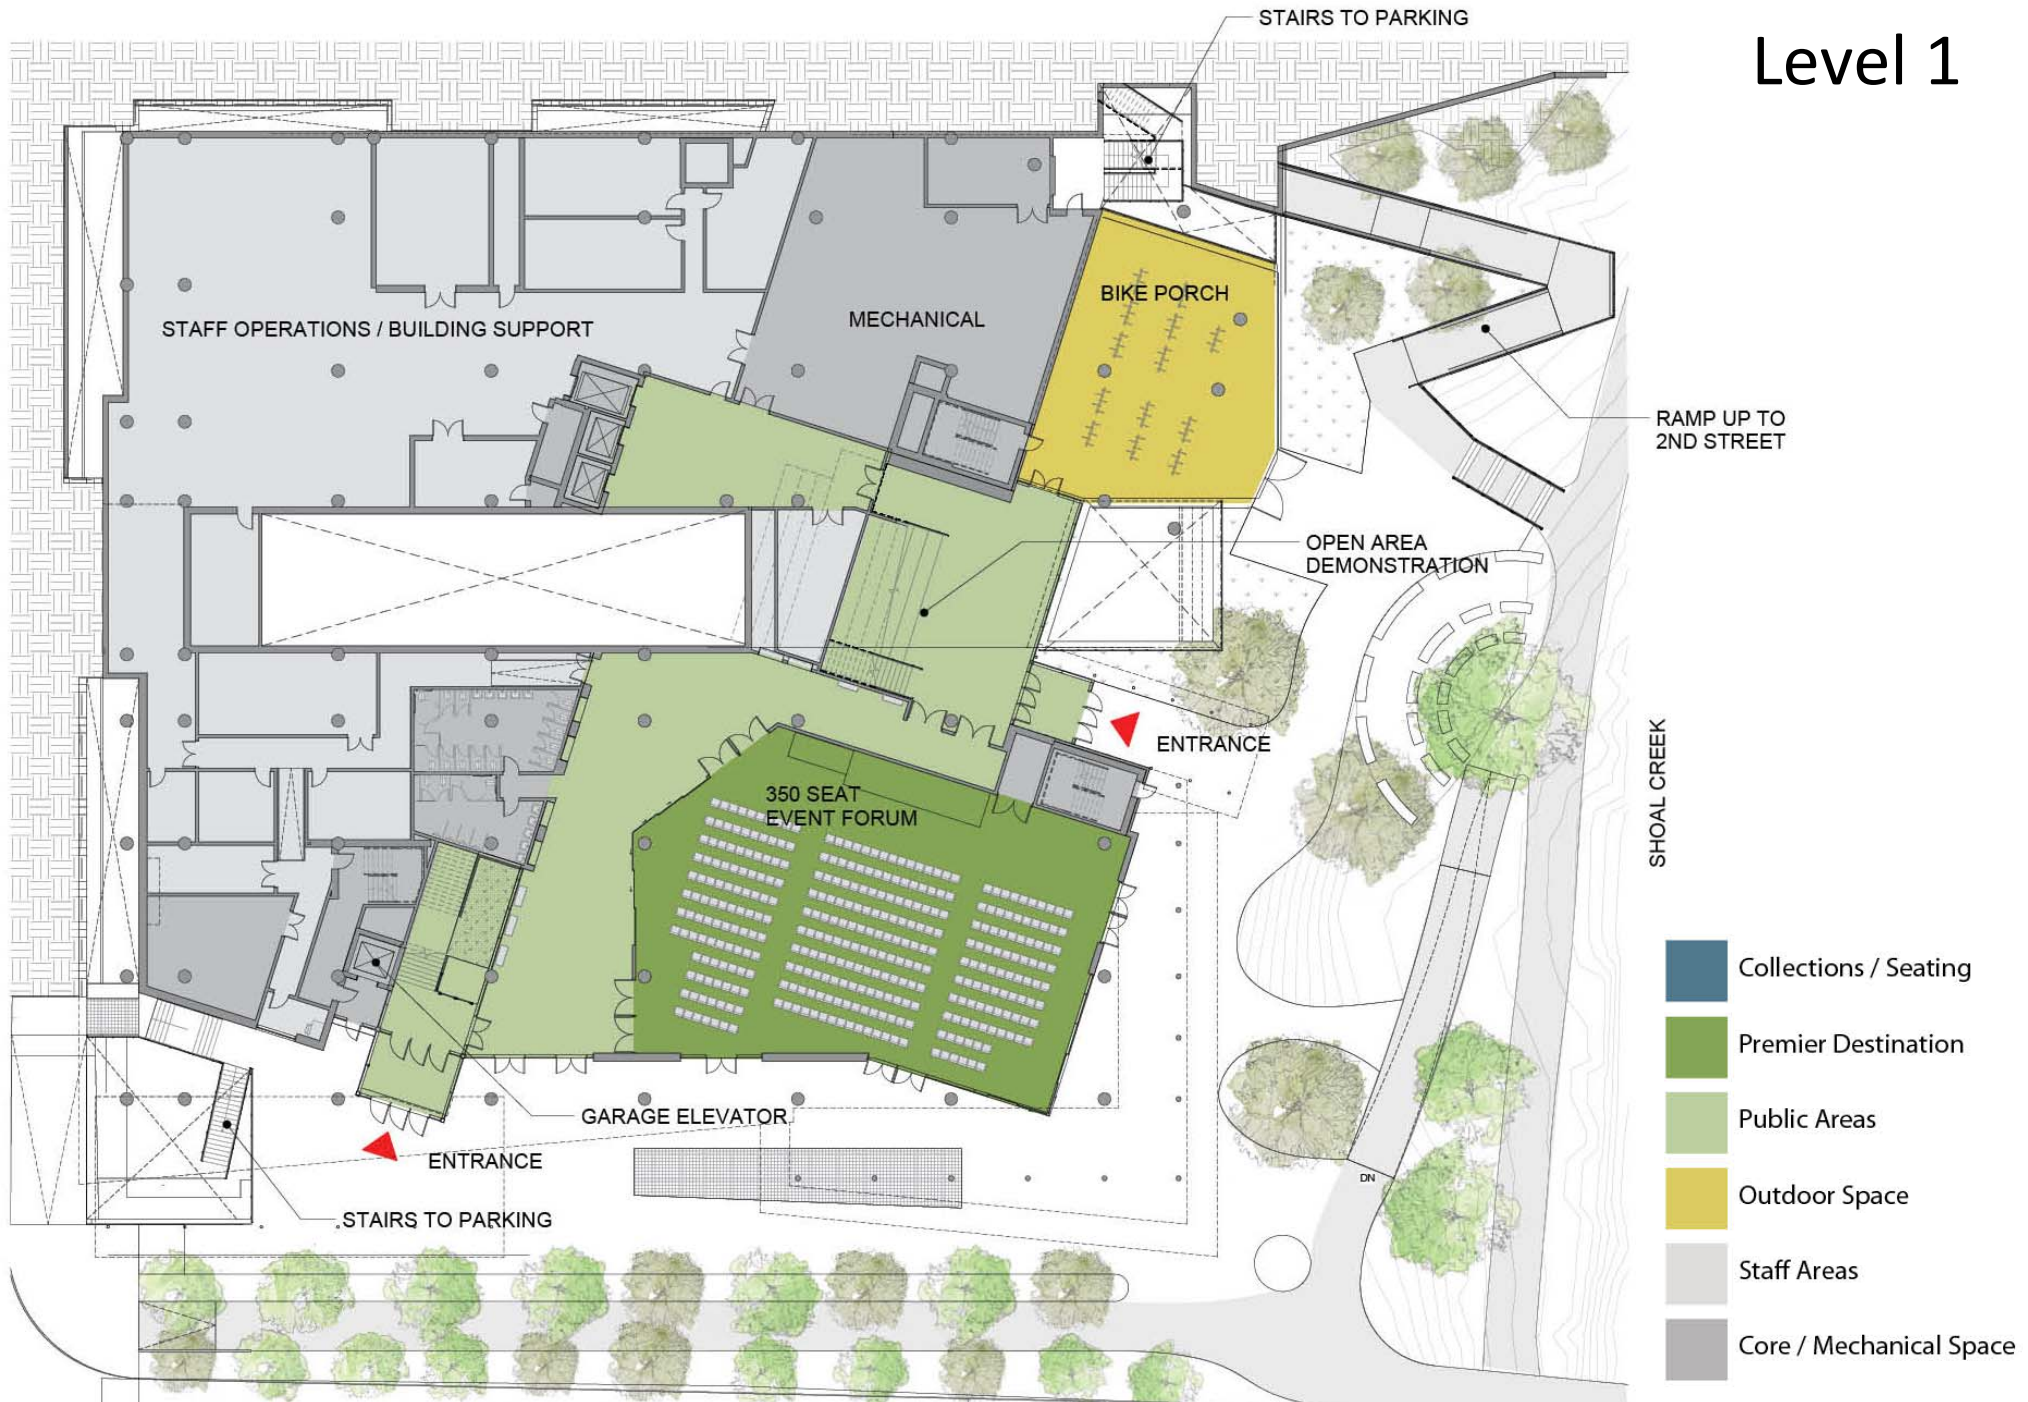 STAIRS TO PARKING
Level 1
BIKE PORCH
MECHANICAL
STAFF OPERATIONS / BUILDING SUPPORT
RAMP UP TO
2ND STREET
OPEN AREA
DEMONSTRATION
ENTRANCE
350 SEAT
EVENT FORUM
SHOAL CREEK
GARAGE ELEVATOR
ENTRANCE
DN
STAIRS TO PARKING
Collections / Seating
Premier Destination
Public Areas
Outdoor Space
Staff Areas
Core / Mechanical Space